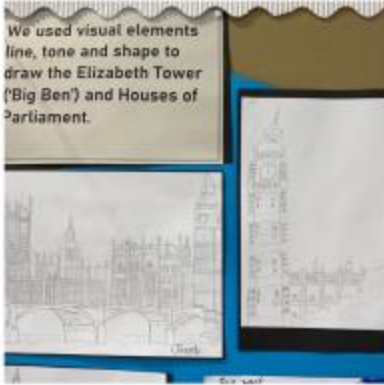 We used visual elements
line, tone and shape to
draw the Elizabeth Tower
('Big Ben') and Houses of
Parliament.